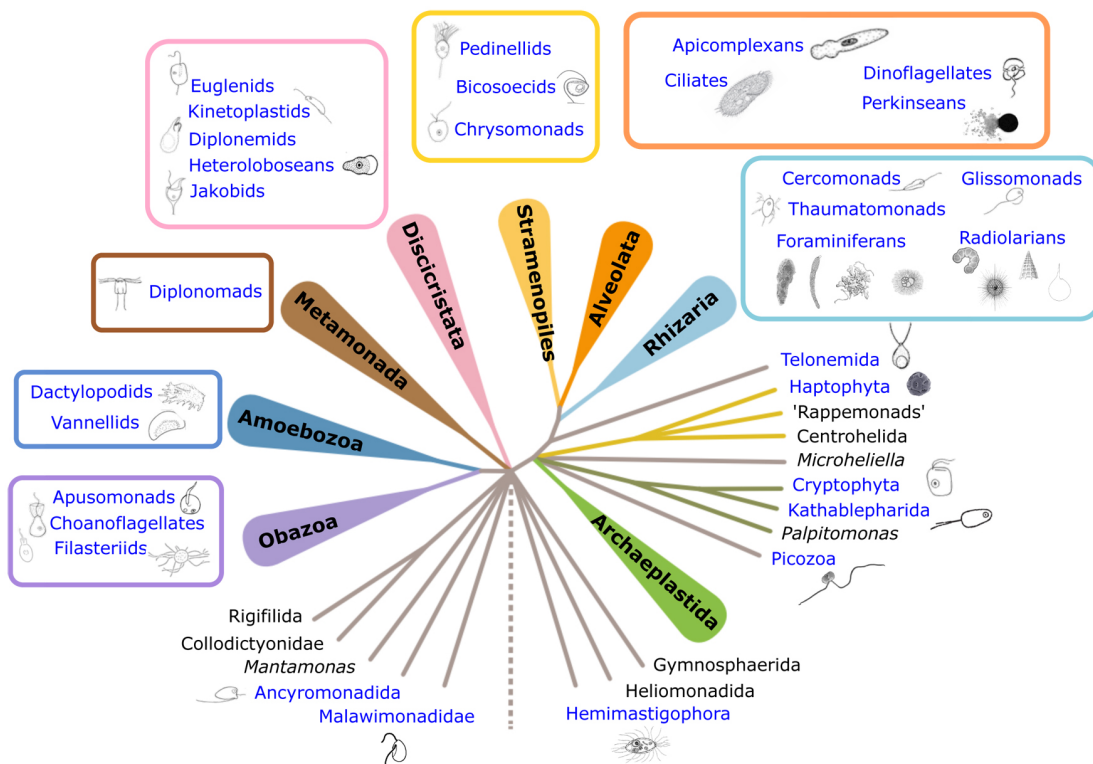 Pedinellids
Bicosoecids
Chrysomonads
Apicomplexans
Ciliates
Dinoflagellates
Perkinseans
Euglenids
Kinetoplastids
Diplonemids
Heteroloboseans
Jakobids
Cercomonads
Glissomonads
Thaumatomonads
Foraminiferans
Radiolarians
Diplonomads
Dactylopodids
Vannellids
Apusomonads
Choanoflagellates
Filasteriids
Obazoa
Amoebozoa
Metamonada
Discicristata
Stramenopiles
Alveolata
Rhizaria
Telonemida
Haptophyta
'Rappemonads'
Centrohelida
Microheliella
Cryptophyta
Kathablepharida
Palpitomonas
Picozoa
Archaeplastida
Rigifilida
Collodictyonidae
Mantamonas
Ancyromonadida
Malawimonadidae
Gymnosphaerida
Heliomonadida
Hemimastigophora